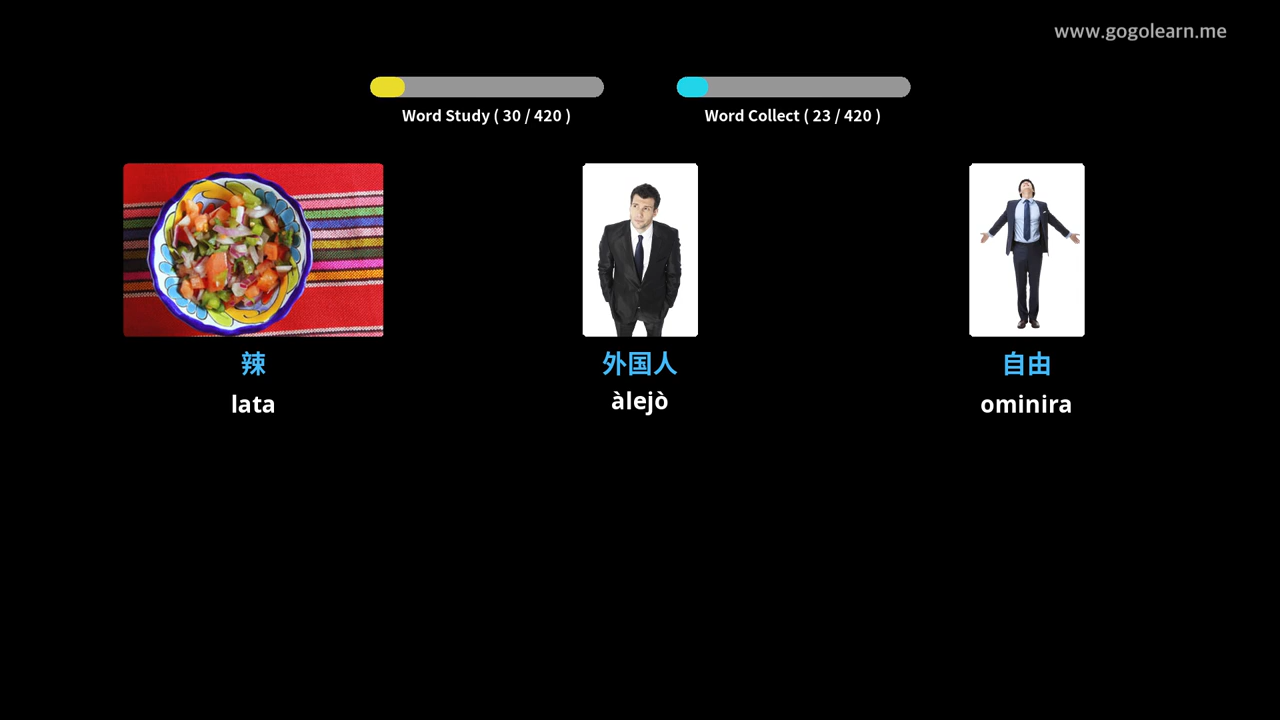 www.gogolearn.me
Word Study ( 30 / 420 )
Word Collect ( 23 / 420 )
辣
外国人
自由
lata
àlejò
ominira